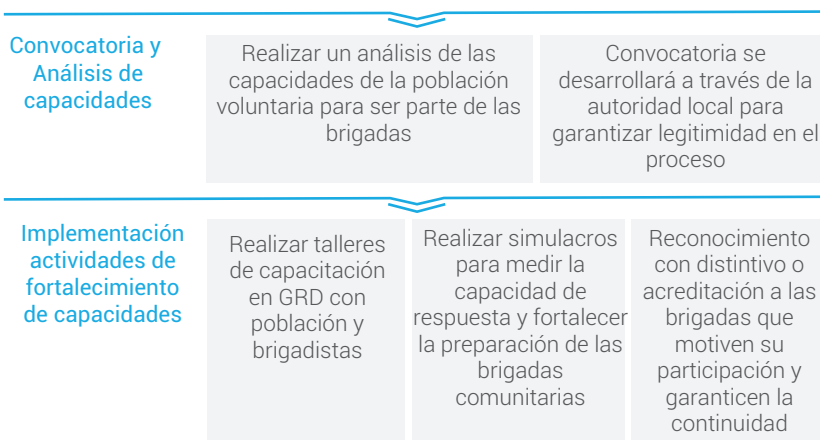 Convocatoria y
Análisis de
capacidades
Realizar un análisis de las
capacidades de la población
voluntaria para ser parte de las
brigadas
Convocatoria se
desarrollará a través de la
autoridad local para
garantizar legitimidad en el
proceso
Implementación
actividades de
fortalecimiento
de capacidades
Realizar talleres
de capacitación
en GRD con
población y
brigadistas
Realizar simulacros
para medir la
capacidad de
respuesta y fortalecer
la preparación de las
brigadas
comunitarias
Reconocimiento
con distintivo o
acreditación a las
brigadas que
motiven su
participación y
garanticen la
continuidad